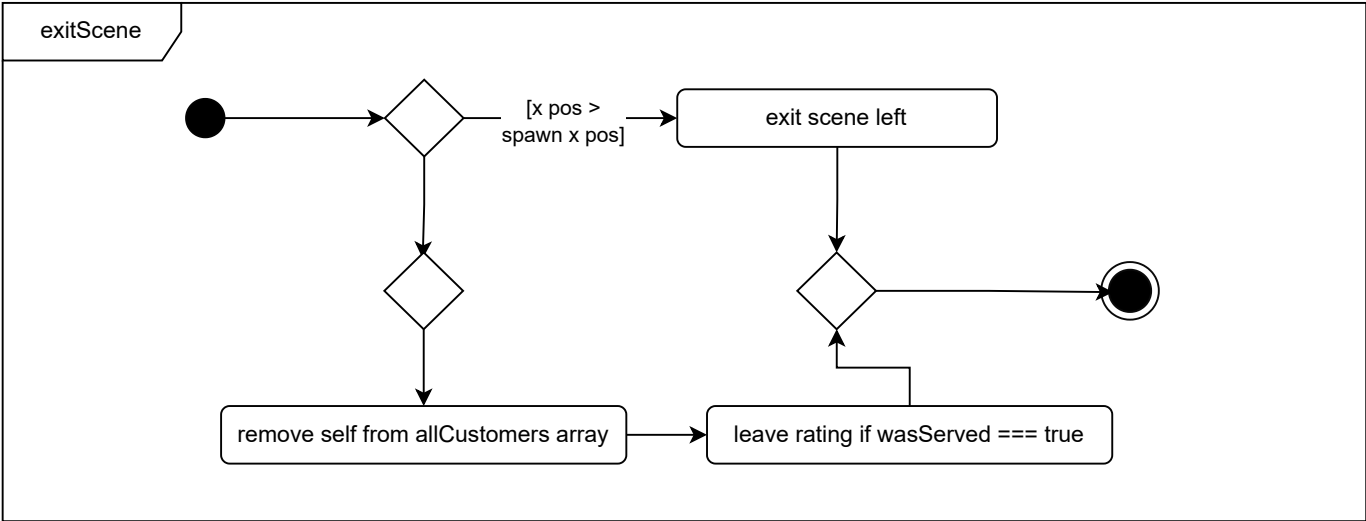 exitScene
[x pos >
spawn x pos]
exit scene left
remove self from allCustomers array
leave rating if wasServed === true